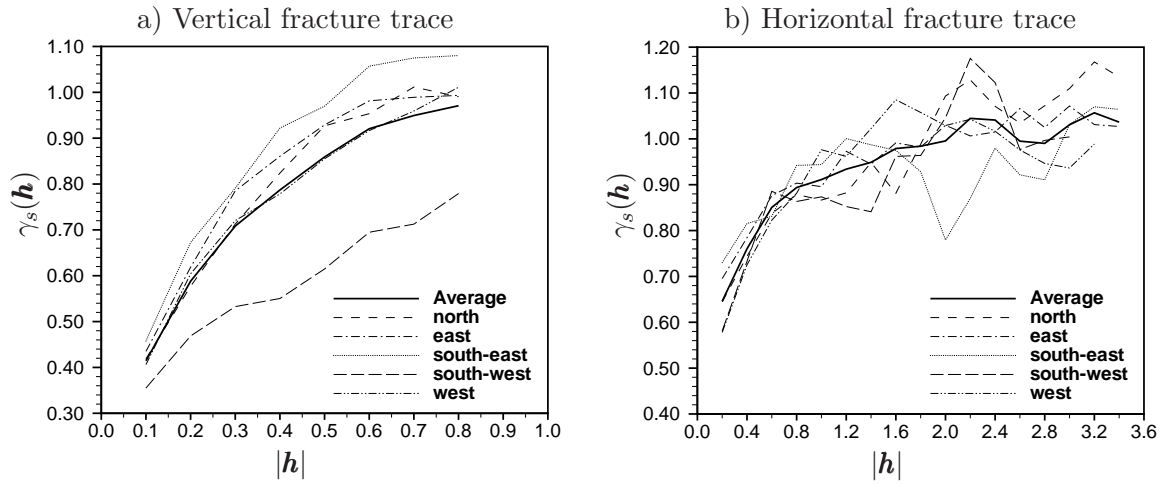 a) Vertical fracture trace
1.10
1.00
0.90
0.80
0.70
0.60
0.50
0.40
0.30
γs(h)
0.0 0.1 0.2 0.3 0.4 0.5 0.6 0.7 0.8 0.9 1.0
|h|
Average
north
east
south-east
south-west
west
b) Horizontal fracture trace
1.20
1.10
1.00
0.90
0.80
0.70
0.60
0.50
0.40
γs(h)
0.0 0.4 0.8 1.2 1.6 2.0 2.4 2.8 3.2 3.6
|h|
Average
north
east
south-east
south-west
west